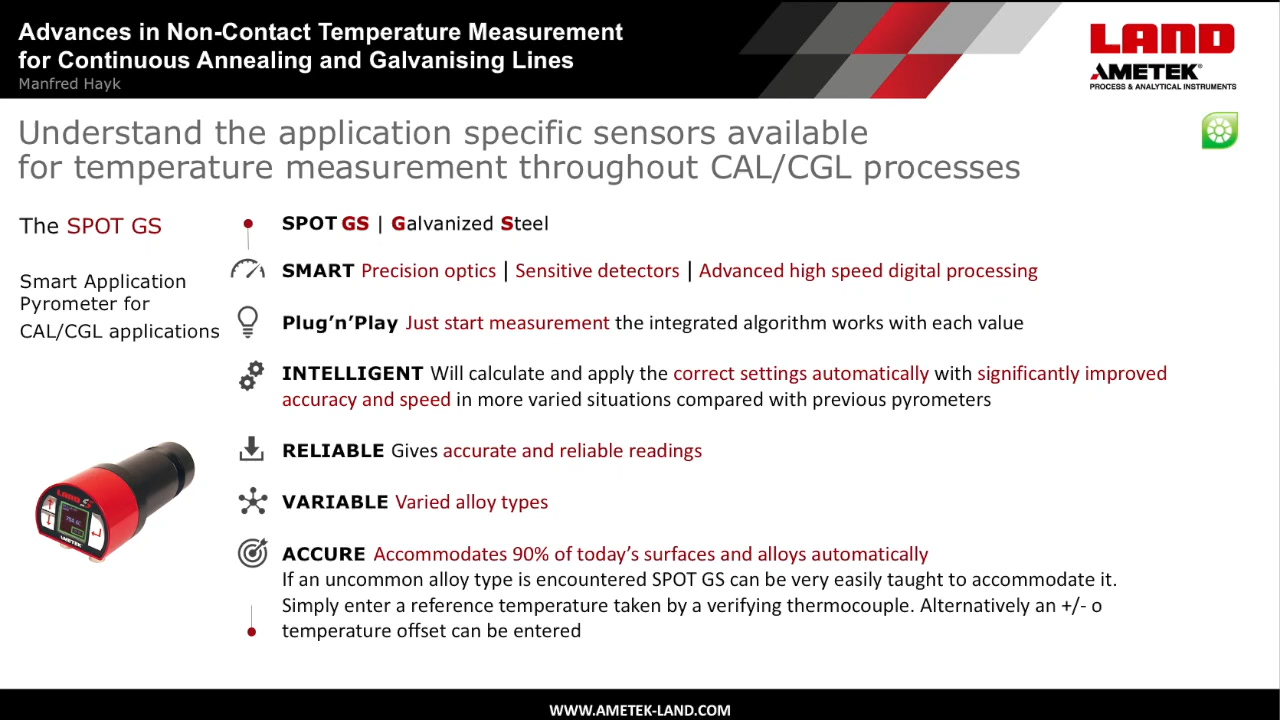 Advances in Non-Contact Temperature Measurement
for Continuous Annealing and Galvanising Lines
Manfred Hayk
LAND
AMETEK®
PROCESS & ANALYTICAL INSTRUMENTS
Understand the application specific sensors available
for temperature measurement throughout CAL/CGL processes
The SPOT GS
Smart Application
Pyrometer for
CAL/CGL applications
SPOT GS | Galvanized Steel
SMART Precision optics | Sensitive detectors | Advanced high speed digital processing
Plug’n’Play Just start measurement the integrated algorithm works with each value
INTELLIGENT Will calculate and apply the correct settings automatically with significantly improved
accuracy and speed in more varied situations compared with previous pyrometers
RELIABLE Gives accurate and reliable readings
VARIABLE Varied alloy types
ACCURE Accommodates 90% of today’s surfaces and alloys automatically
If an uncommon alloy type is encountered SPOT GS can be very easily taught to accommodate it.
Simply enter a reference temperature taken by a verifying thermocouple. Alternatively an +/- o
temperature offset can be entered
LAND
AMETEK
WWW.AMETEK-LAND.COM